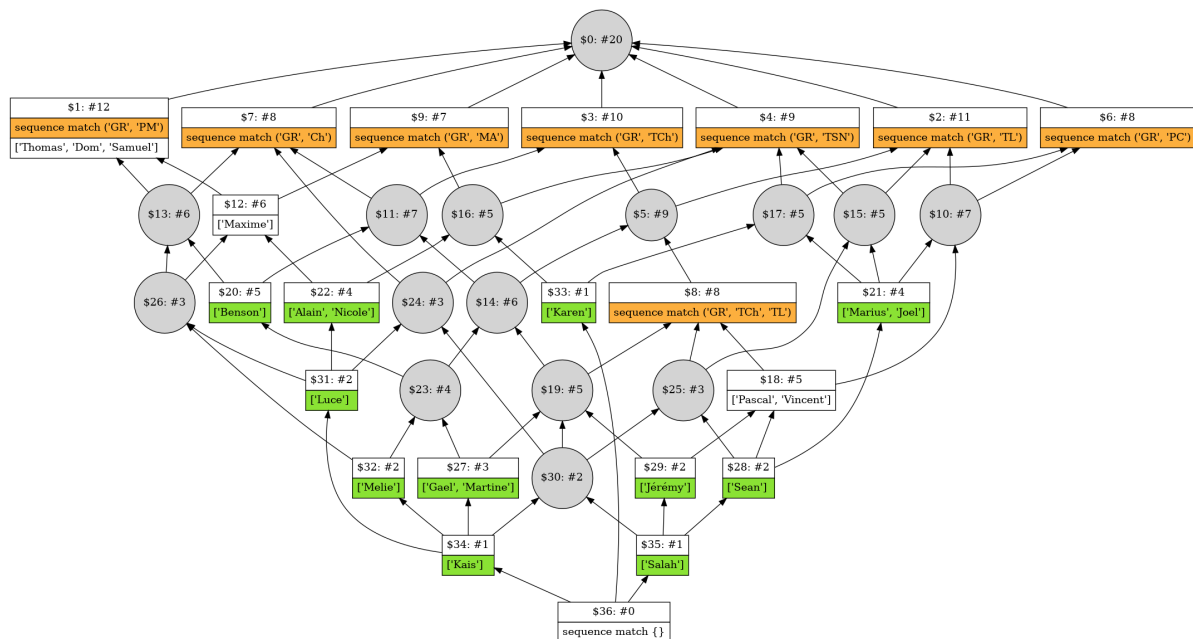 $0: #20
$1: #12
sequence match ('GR', 'PM')
['Thomas', 'Dom', 'Samuel']
$7: #8
sequence match ('GR', 'Ch')
$9: #7
sequence match ('GR', 'MA')
$3: #10
sequence match ('GR', 'TCh')
$4: #9
sequence match ('GR', 'TSN')
$2: #11
sequence match ('GR', 'TL')
$6: #8
sequence match ('GR', 'PC')
$13: #6
$12: #6
['Maxime']
$11: #7
$16: #5
$5: #9
$17: #5
$15: #5
$10: #7
$26: #3
$20: #5
['Benson']
$22: #4
['Alain', 'Nicole']
$24: #3
$14: #6
$33: #1
['Karen']
$8: #8
sequence match ('GR', 'TCh', 'TL')
$21: #4
['Marius', 'Joel']
$31: #2
['Luce']
$23: #4
$19: #5
$25: #3
$18: #5
['Pascal', 'Vincent']
$32: #2
['Melie']
$27: #3
['Gael', 'Martine']
$30: #2
$29: #2
['Jérémy']
$28: #2
['Sean']
$34: #1
['Kais']
$35: #1
['Salah']
$36: #0
sequence match {}